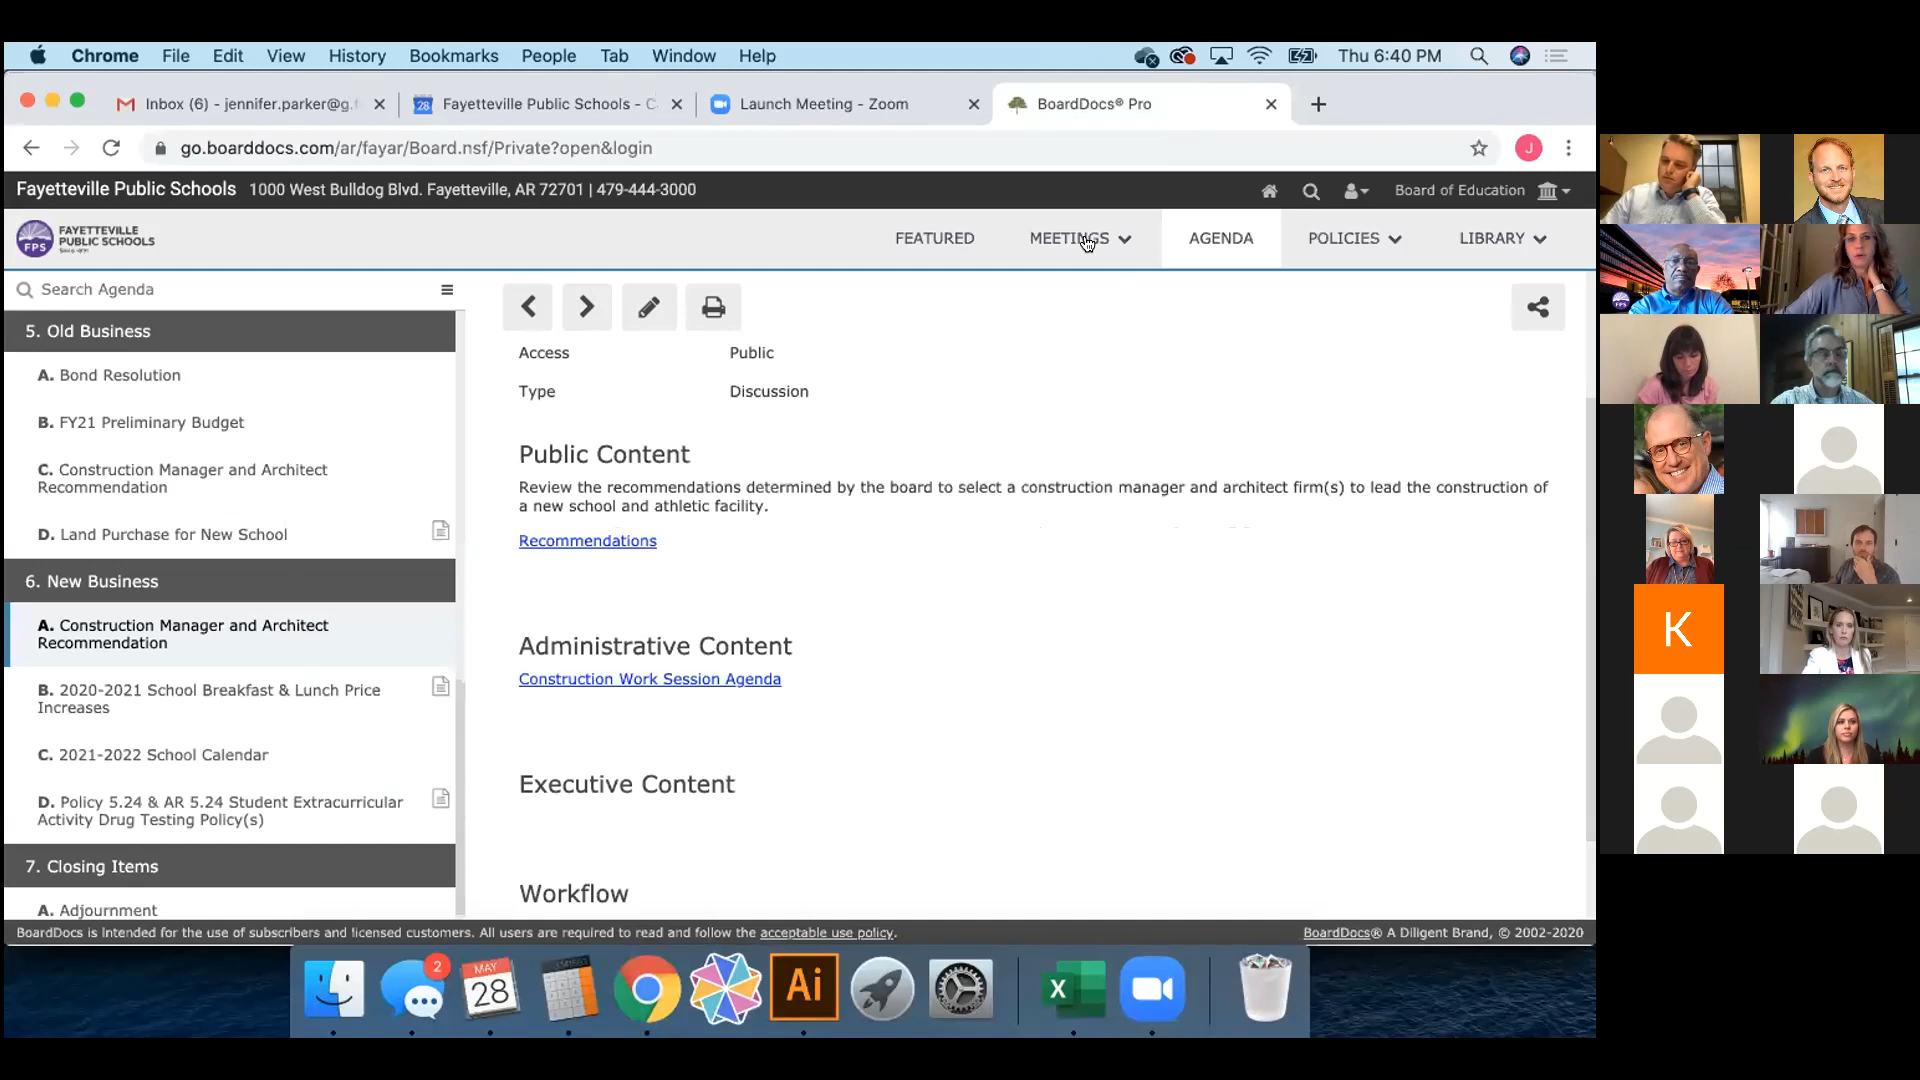 Chrome File Edit View History Bookmarks People Tab Window Help Thu 6:40 PM
Inbox (6) - jennifer.parker@g.
28 Fayetteville Public Schools - C
Launch Meeting - Zoom
BoardDocs® Pro
go.boarddocs.com/ar/fayar/Board.nsf/Private?open&login
J
Fayetteville Public Schools 1000 West Bulldog Blvd. Fayetteville, AR 72701 | 479-444-3000
Board of Education
FPS
FAYETTEVILLE
PUBLIC SCHOOLS
FEATURED MEETINGS AGENDA POLICIES LIBRARY
Search Agenda
5. Old Business
A. Bond Resolution
B. FY21 Preliminary Budget
C. Construction Manager and Architect
Recommendation
D. Land Purchase for New School
6. New Business
A. Construction Manager and Architect
Recommendation
B. 2020-2021 School Breakfast & Lunch Price
Increases
C. 2021-2022 School Calendar
D. Policy 5.24 & AR 5.24 Student Extracurricular
Activity Drug Testing Policy(s)
7. Closing Items
A. Adjournment
Access Public
Type Discussion
Public Content
Review the recommendations determined by the board to select a construction manager and architect firm(s) to lead the construction of
a new school and athletic facility.
Recommendations
Administrative Content
Construction Work Session Agenda
Executive Content
Workflow
BoardDocs is intended for the use of subscribers and licensed customers. All users are required to read and follow the acceptable use policy.
BoardDocs® A Diligent Brand, © 2002-2020
2
MAY
28
Ai
X
FPS
K